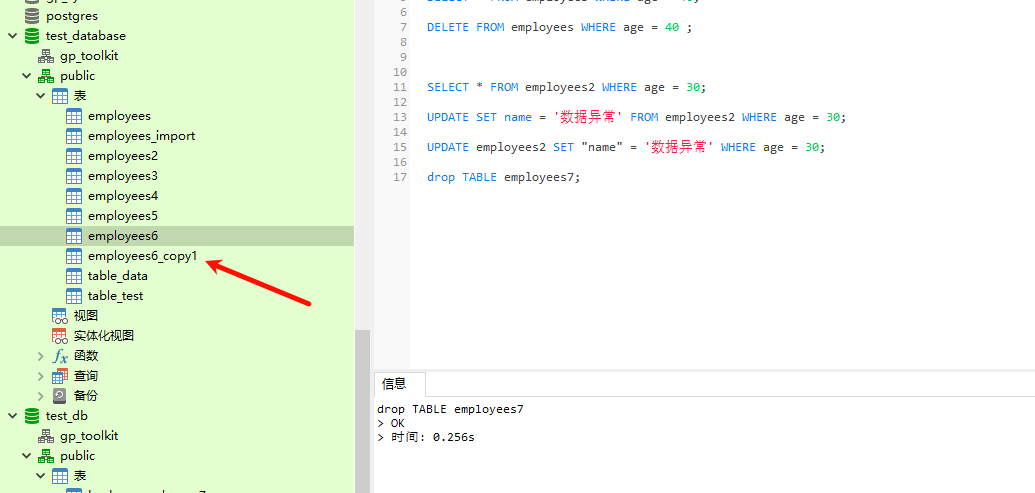 postgres
test_database
gp_toolkit
public
表
employees
employees_import
employees2
employees3
employees4
employees5
employees6
employees6_copy1
table_data
table_test
视图
实体化视图
fx 函数
查询
备份
test_db
gp_toolkit
public
表
6
7 DELETE FROM employees WHERE age = 40 ;
8
9
10
11 SELECT * FROM employees2 WHERE age = 30;
12
13 UPDATE SET name = '数据异常' FROM employees2 WHERE age = 30;
14
15 UPDATE employees2 SET "name" = '数据异常' WHERE age = 30;
16
17 drop TABLE employees7;
信息
drop TABLE employees7
> OK
> 时间: 0.256s